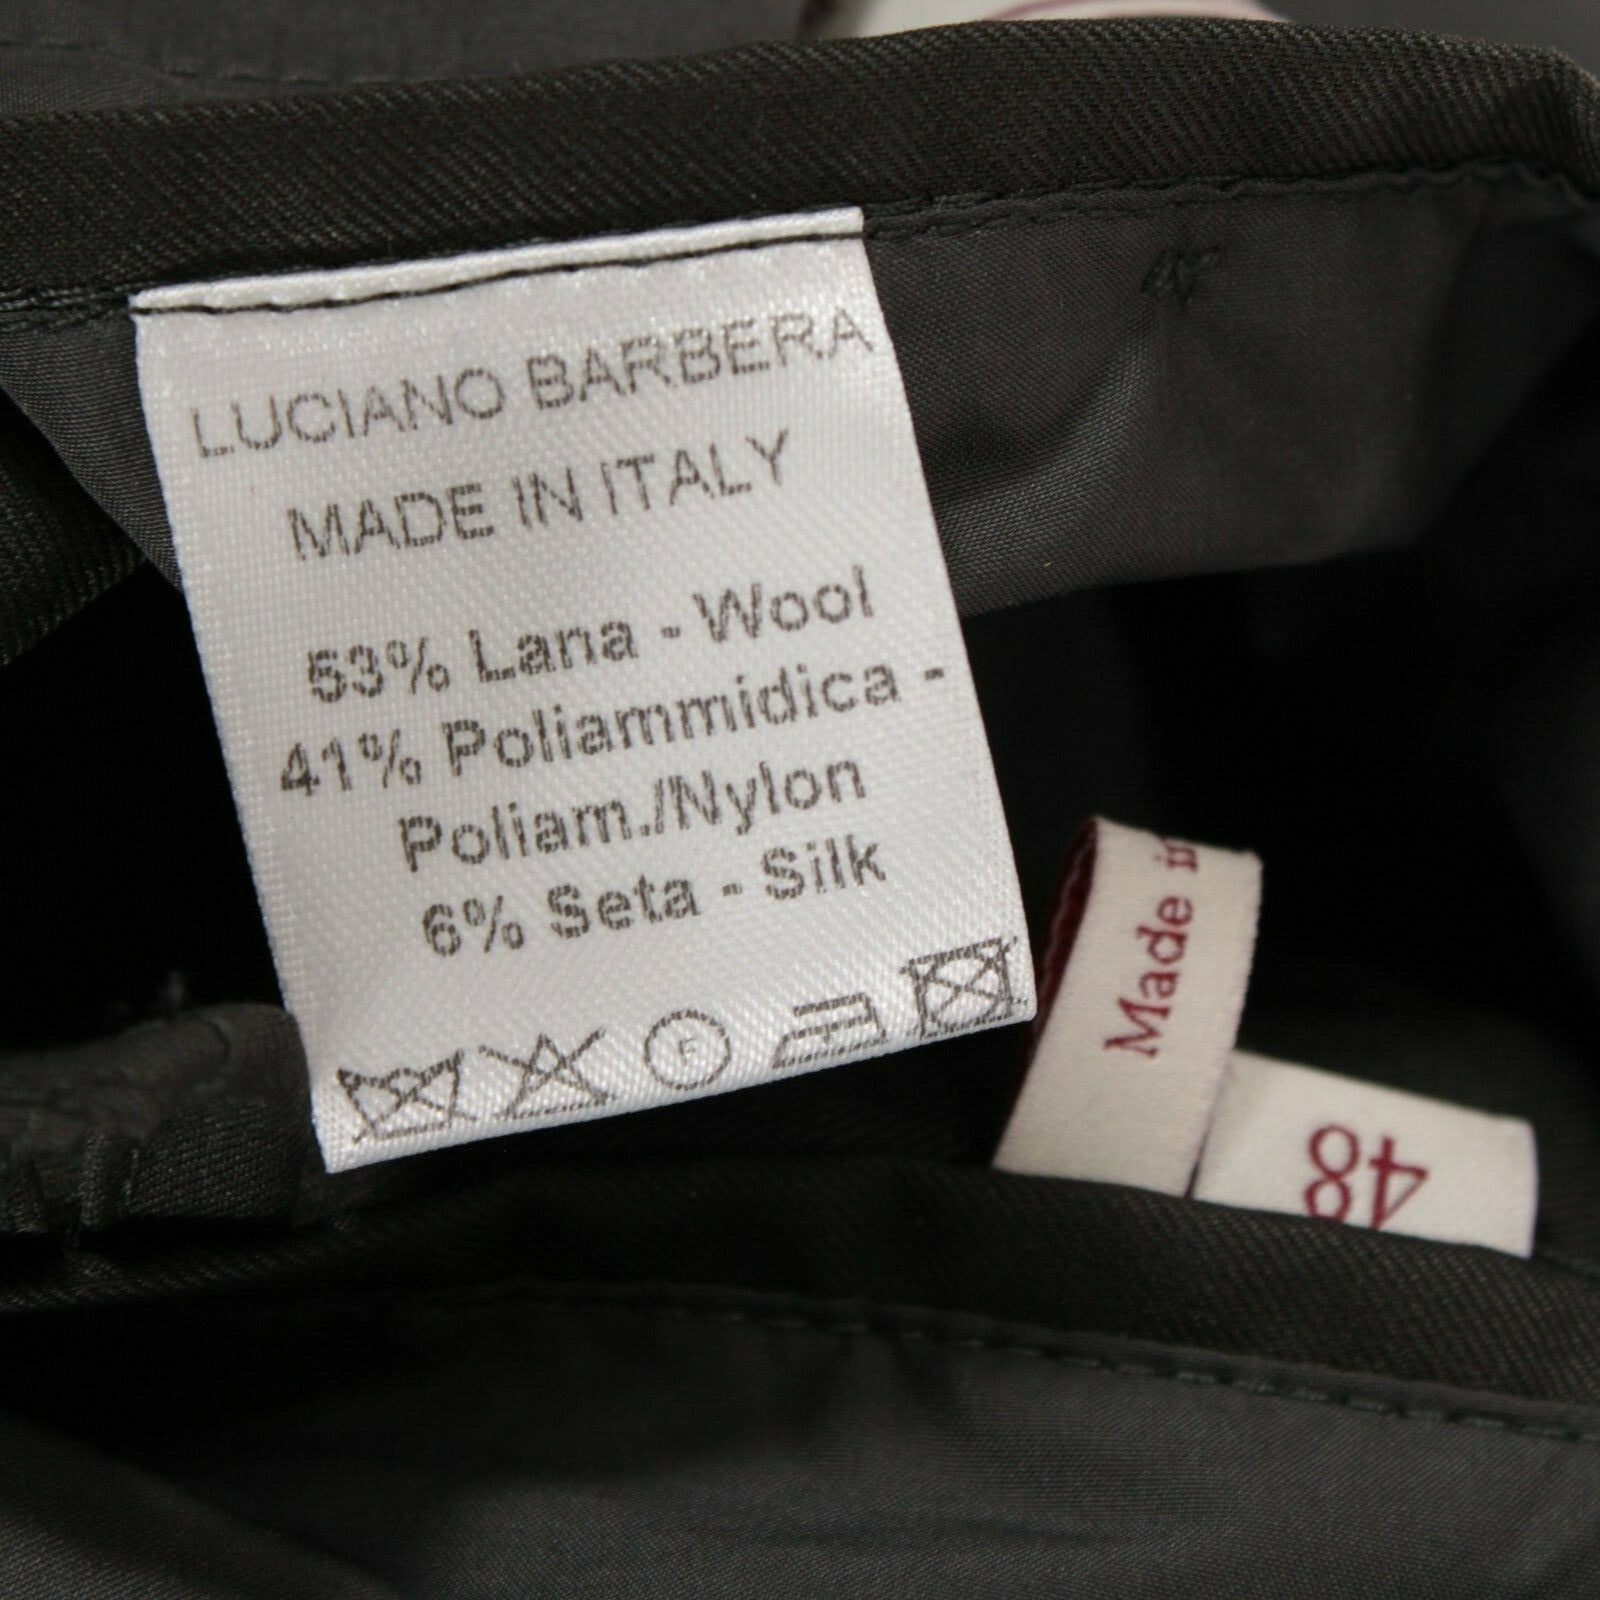 LUCIANO BARBERA
MADE IN ITALY
53% Lana - Wool
41% Poliammidica -
Poliam./Nylon
6% Seta - Silk
F
Made
48